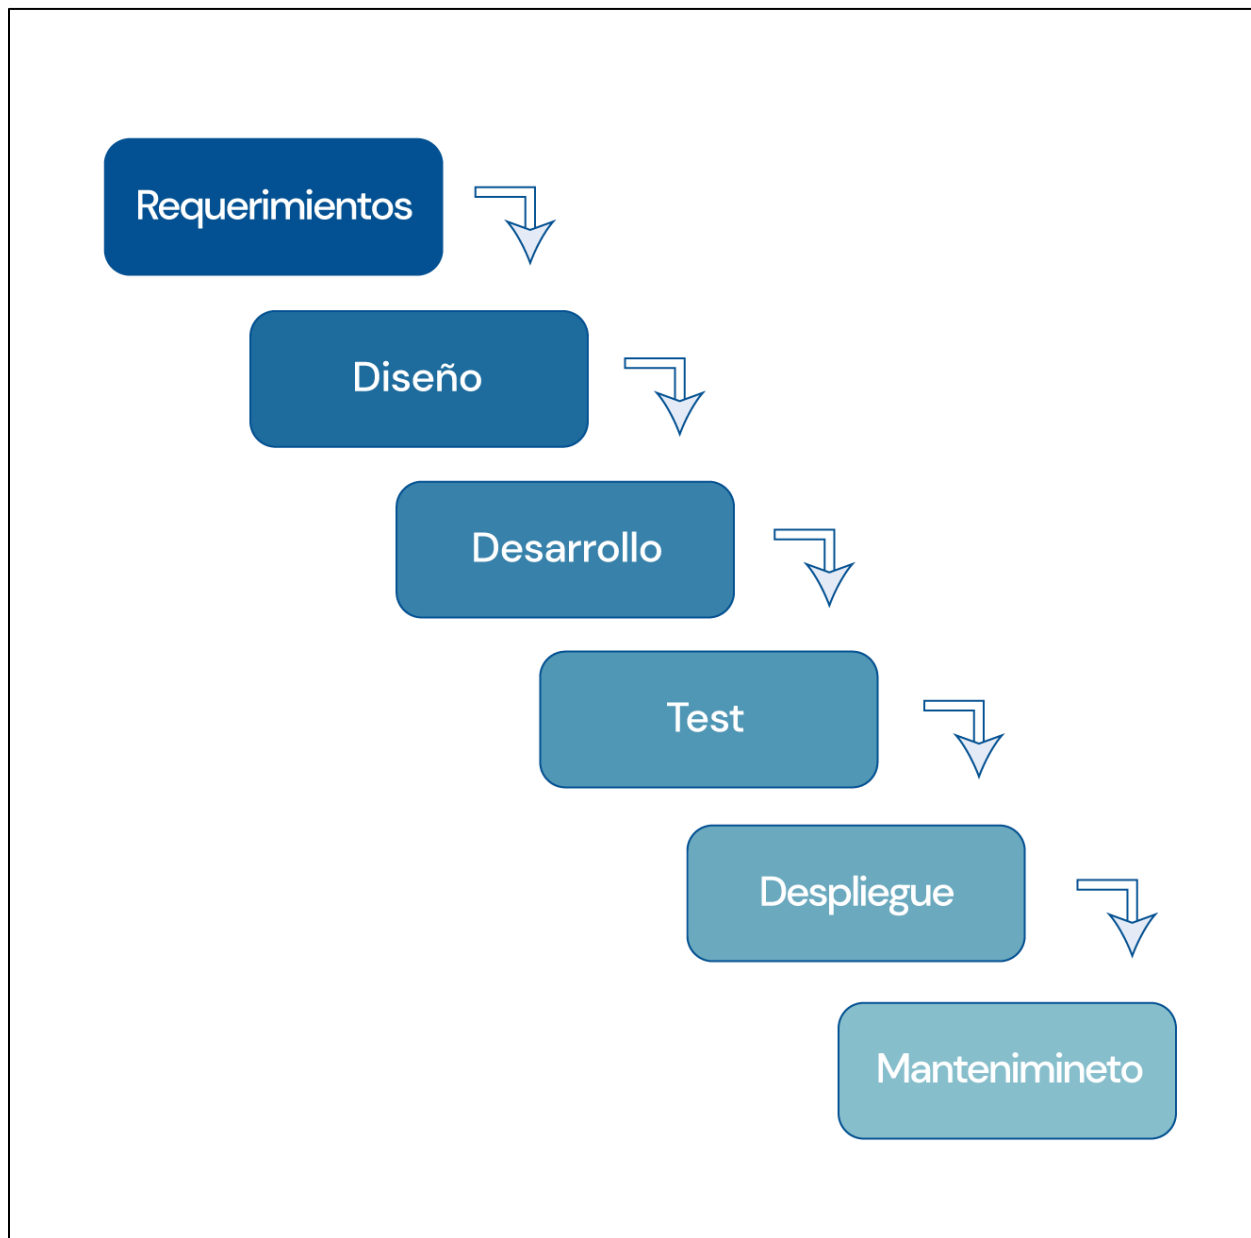 Requerimientos
Diseño
Desarrollo
Test
Despliegue
Mantenimineto